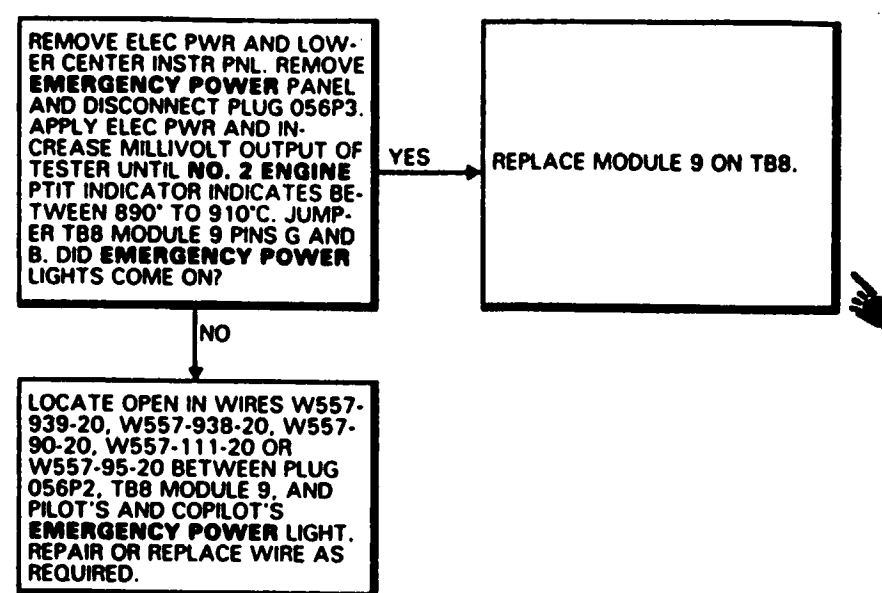 REMOVE ELEC PWR AND LOW-
ER CENTER INSTR PNL. REMOVE
EMERGENCY POWER PANEL
AND DISCONNECT PLUG 056P3.
APPLY ELEC PWR AND IN-
CREASE MILLIVOLT OUTPUT OF
TESTER UNTIL NO. 2 ENGINE
PTIT INDICATOR INDICATES BE-
TWEEN 890° TO 910°C. JUMP-
ER TB8 MODULE 9 PINS G AND
B. DID EMERGENCY POWER
LIGHTS COME ON?
YES
REPLACE MODULE 9 ON TB8.
NO
LOCATE OPEN IN WIRES W557-
939-20, W557-938-20, W557-
90-20, W557-111-20 OR
W557-95-20 BETWEEN PLUG
056P2, TB8 MODULE 9, AND
PILOT'S AND COPILOT'S
EMERGENCY POWER LIGHT.
REPAIR OR REPLACE WIRE AS
REQUIRED.